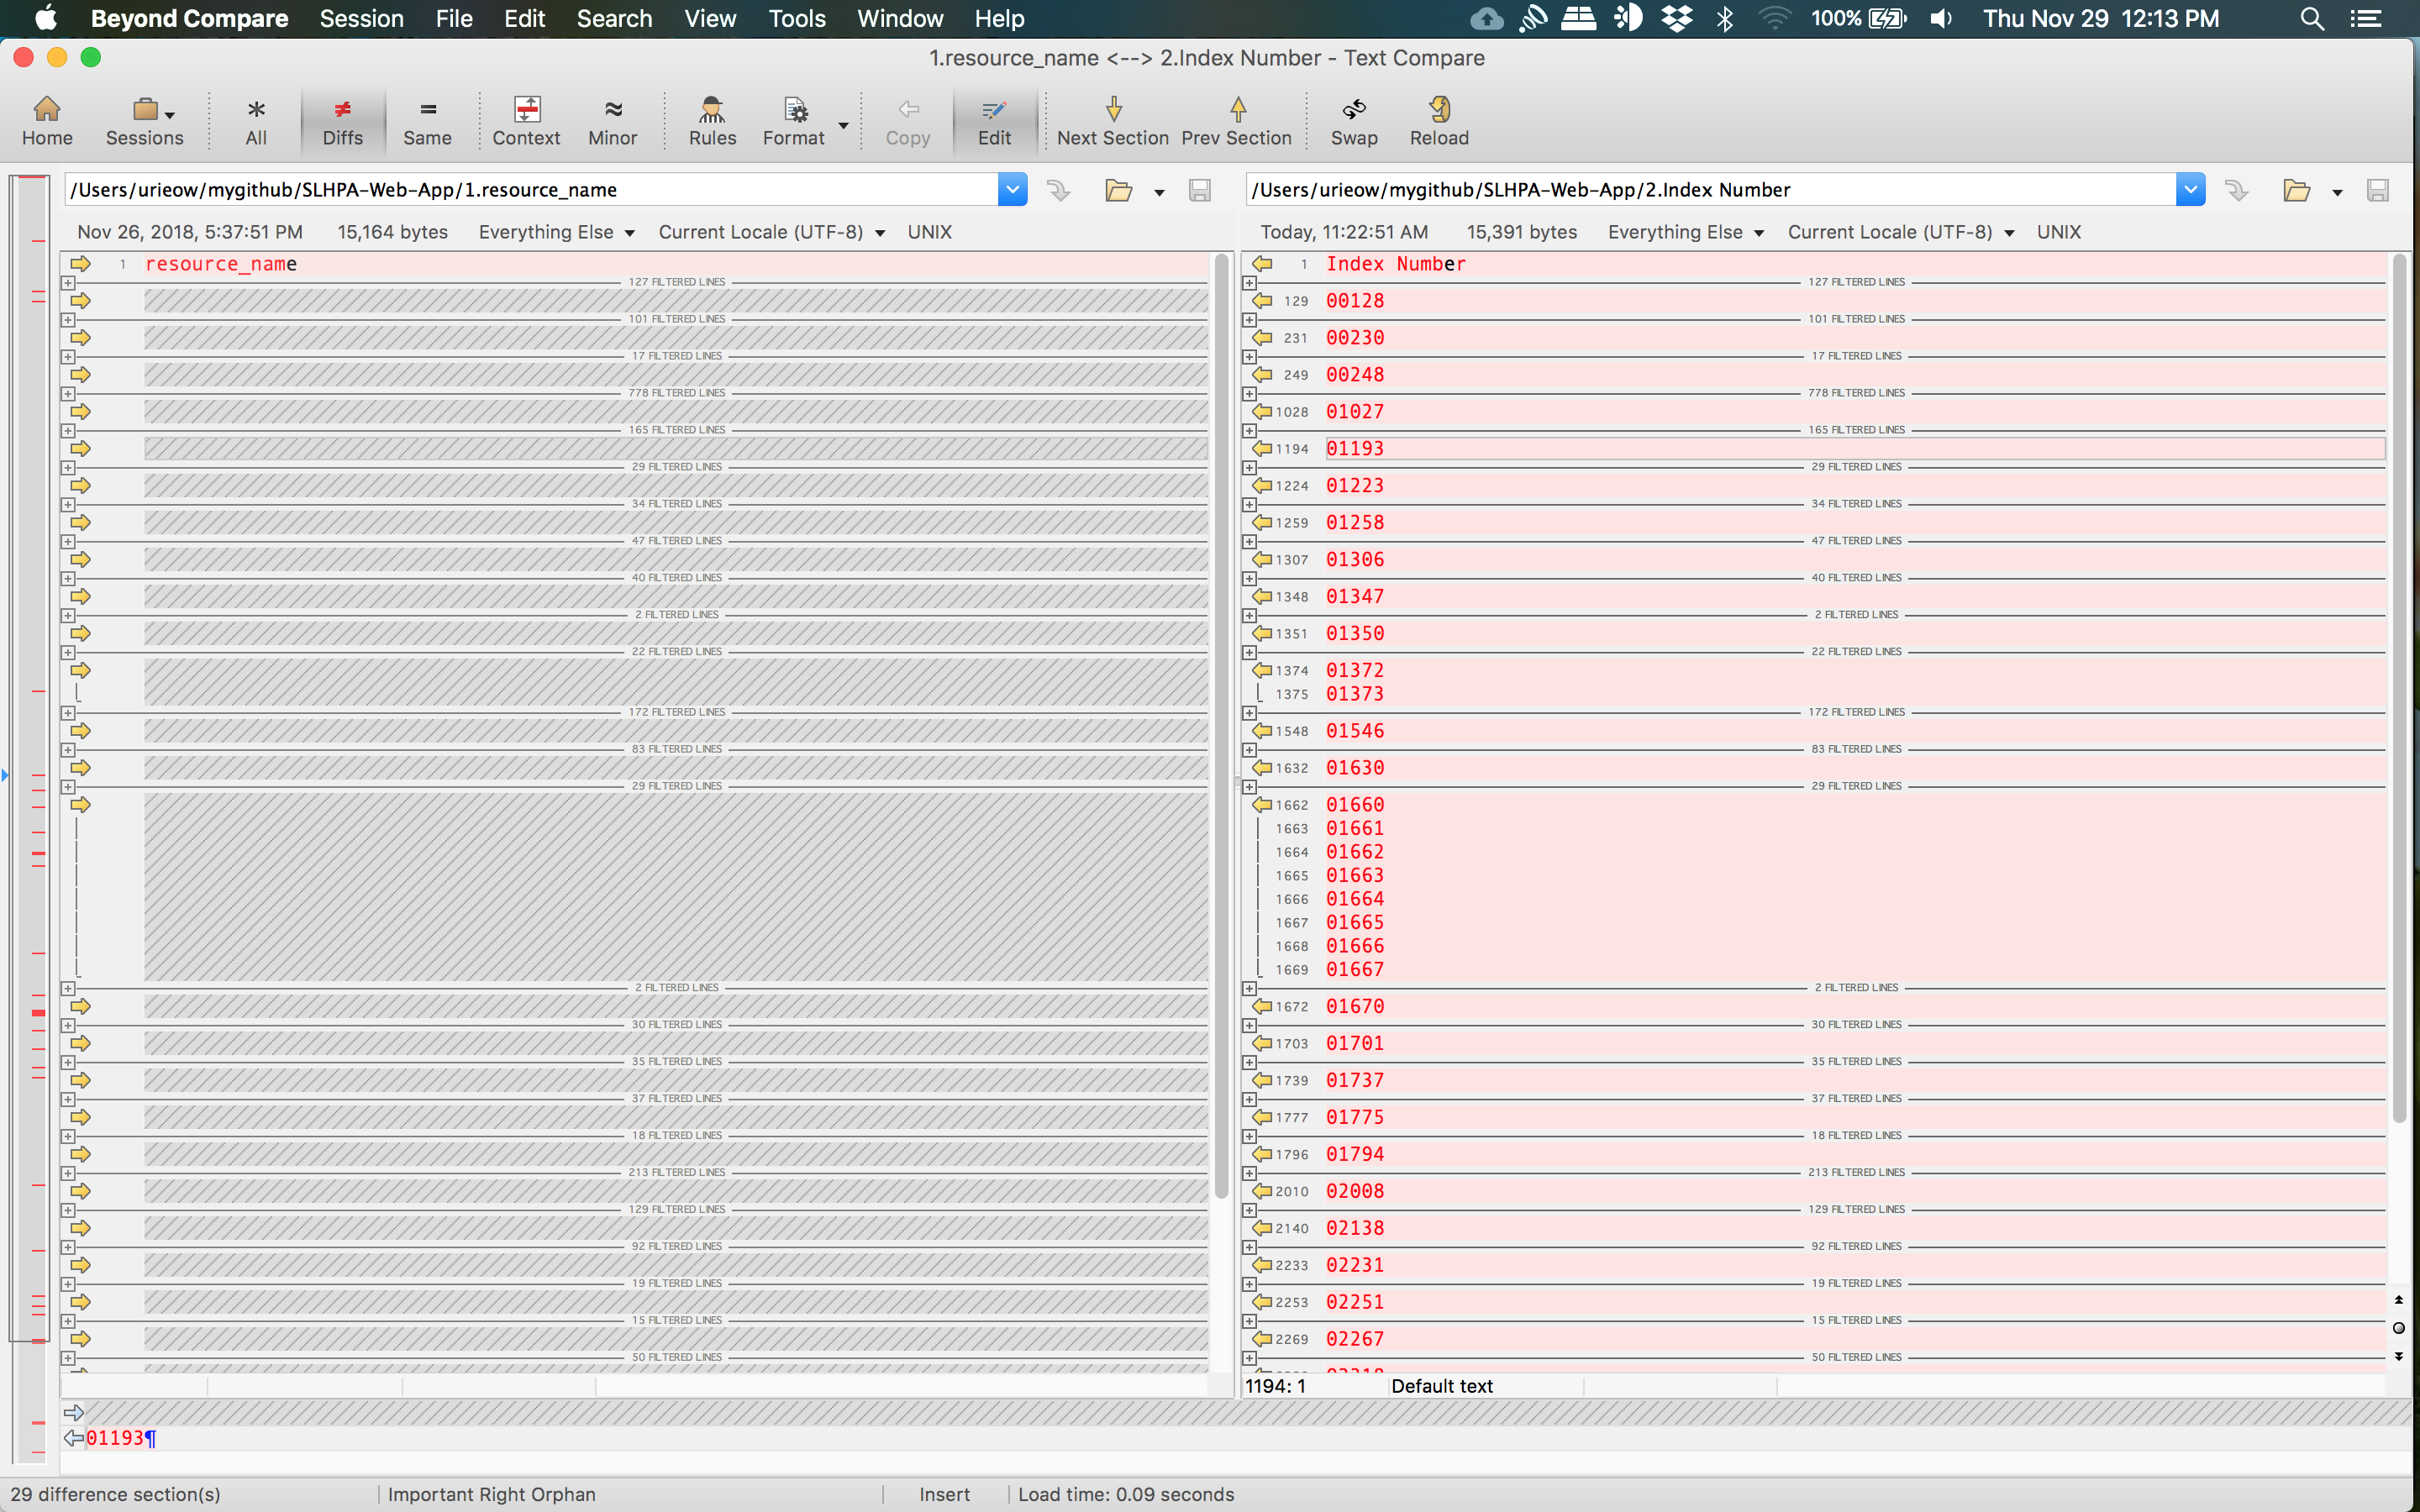 Beyond Compare Session File Edit Search View Tools Window Help 100% Thu Nov 29 12:13 PM
1.resource_name <--> 2.Index Number - Text Compare
Home Sessions All Diffs Same Context Minor Rules Format Copy Edit Next Section Prev Section Swap Reload
/Users/urieow/mygithub/SLHPA-Web-App/1.resource_name /Users/urieow/mygithub/SLHPA-Web-App/2.Index Number
Nov 26, 2018, 5:37:51 PM 15,164 bytes Everything Else Current Locale (UTF-8) UNIX Today, 11:22:51 AM 15,391 bytes Everything Else Current Locale (UTF-8) UNIX
1 resource_name 1 Index Number
127 FILTERED LINES 127 FILTERED LINES
129 00128
101 FILTERED LINES 101 FILTERED LINES
231 00230
17 FILTERED LINES 17 FILTERED LINES
249 00248
778 FILTERED LINES 778 FILTERED LINES
1028 01027
165 FILTERED LINES 165 FILTERED LINES
1194 01193
29 FILTERED LINES 29 FILTERED LINES
1224 01223
34 FILTERED LINES 34 FILTERED LINES
1259 01258
47 FILTERED LINES 47 FILTERED LINES
1307 01306
40 FILTERED LINES 40 FILTERED LINES
1348 01347
2 FILTERED LINES 2 FILTERED LINES
1351 01350
22 FILTERED LINES 22 FILTERED LINES
1374 01372
1375 01373
172 FILTERED LINES 172 FILTERED LINES
1548 01546
83 FILTERED LINES 83 FILTERED LINES
1632 01630
29 FILTERED LINES 29 FILTERED LINES
1662 01660
1663 01661
1664 01662
1665 01663
1666 01664
1667 01665
1668 01666
1669 01667
2 FILTERED LINES 2 FILTERED LINES
1672 01670
30 FILTERED LINES 30 FILTERED LINES
1703 01701
35 FILTERED LINES 35 FILTERED LINES
1739 01737
37 FILTERED LINES 37 FILTERED LINES
1777 01775
18 FILTERED LINES 18 FILTERED LINES
1796 01794
213 FILTERED LINES 213 FILTERED LINES
2010 02008
129 FILTERED LINES 129 FILTERED LINES
2140 02138
92 FILTERED LINES 92 FILTERED LINES
2233 02231
19 FILTERED LINES 19 FILTERED LINES
2253 02251
15 FILTERED LINES 15 FILTERED LINES
2269 02267
50 FILTERED LINES 50 FILTERED LINES
1194: 1 Default text
01193¶
29 difference section(s) Important Right Orphan Insert Load time: 0.09 seconds